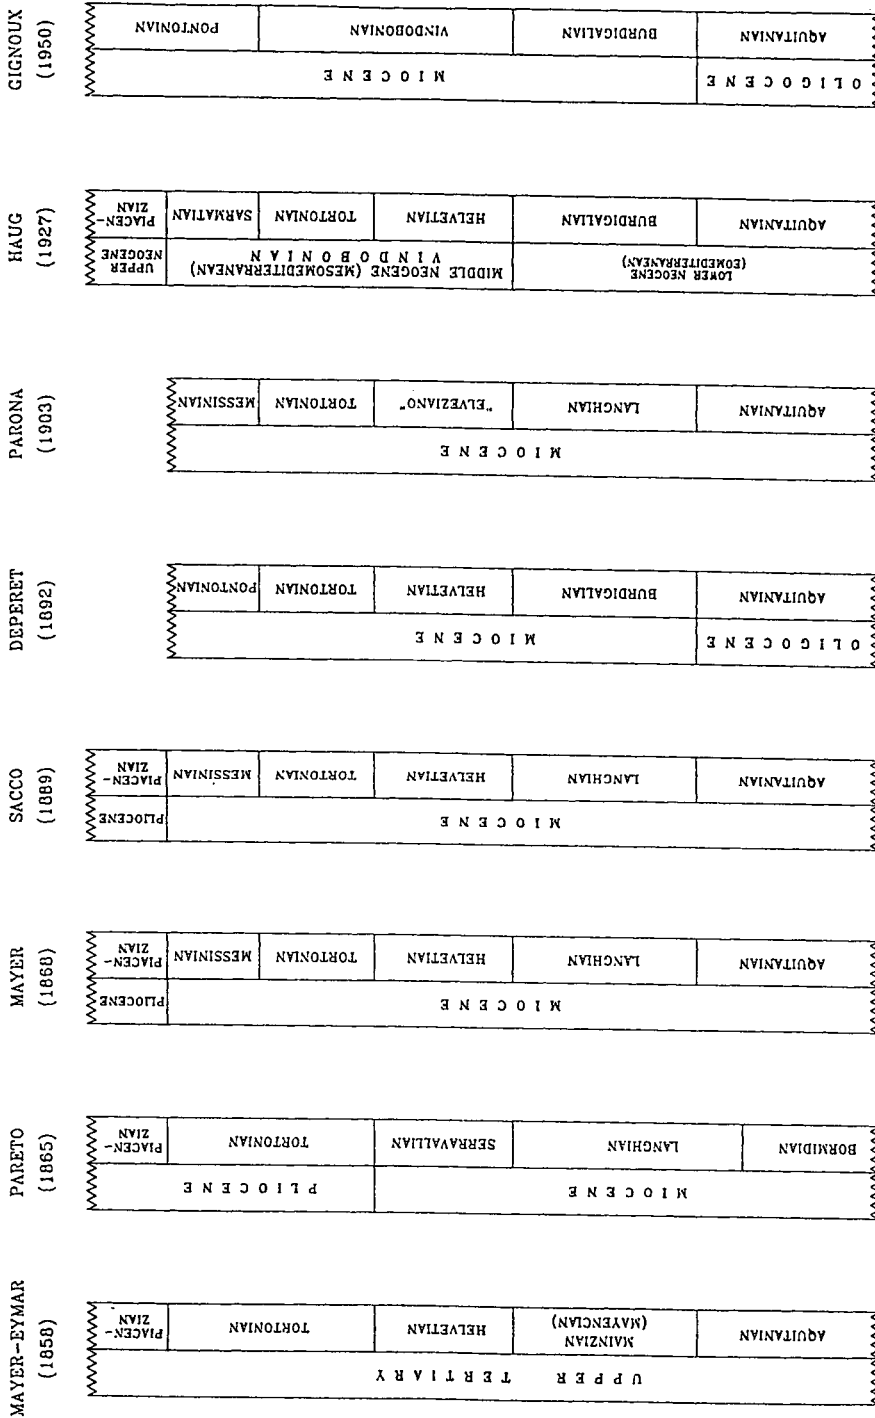 MAYER-EYMAR
(1858)
PIACEN-
ZIAN
TORTONIAN
HELVETIAN
MAINZIAN
(MAYENCIAN)
AQUITANIAN
UPPER TERTIARY
PARETO
(1865)
PIACEN-
ZIAN
TORTONIAN
SERRAVALLIAN
LANGHIAN
BORMIDIAN
PLIOCENE
MIOCENE
MAYER
(1868)
PIACEN-
ZIAN
MESSINIAN
TORTONIAN
HELVETIAN
LANGHIAN
AQUITANIAN
PLIOCENE
MIOCENE
SACCO
(1889)
PIACEN-
ZIAN
MESSINIAN
TORTONIAN
HELVETIAN
LANGHIAN
AQUITANIAN
PLIOCENE
MIOCENE
DEPERET
(1892)
PONTONIAN
TORTONIAN
HELVETIAN
BURDIGALIAN
AQUITANIAN
MIOCENE
OLIGOCENE
PARONA
(1903)
MESSINIAN
TORTONIAN
"ELVEZIANO"
LANGHIAN
AQUITANIAN
MIOCENE
HAUG
(1927)
PIACEN-
ZIAN
SARMATIAN
TORTONIAN
HELVETIAN
BURDIGALIAN
AQUITANIAN
UPPER
NEOGENE
MIDDLE NEOGENE (MESOMEDITERRANEAN)
VINDOBONIAN
LOWER NEOGENE
(EOMEDITERRANEAN)
GIGNOUX
(1950)
PONTONIAN
VINDOBONIAN
BURDIGALIAN
AQUITANIAN
MIOCENE
OLIGOCENE